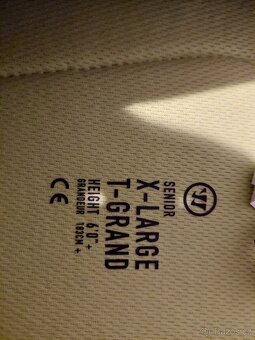 SENIOR
X-LARGE
T-GRAND
HEIGHT 6'0"+
GRANDEUR 183CM +
CE